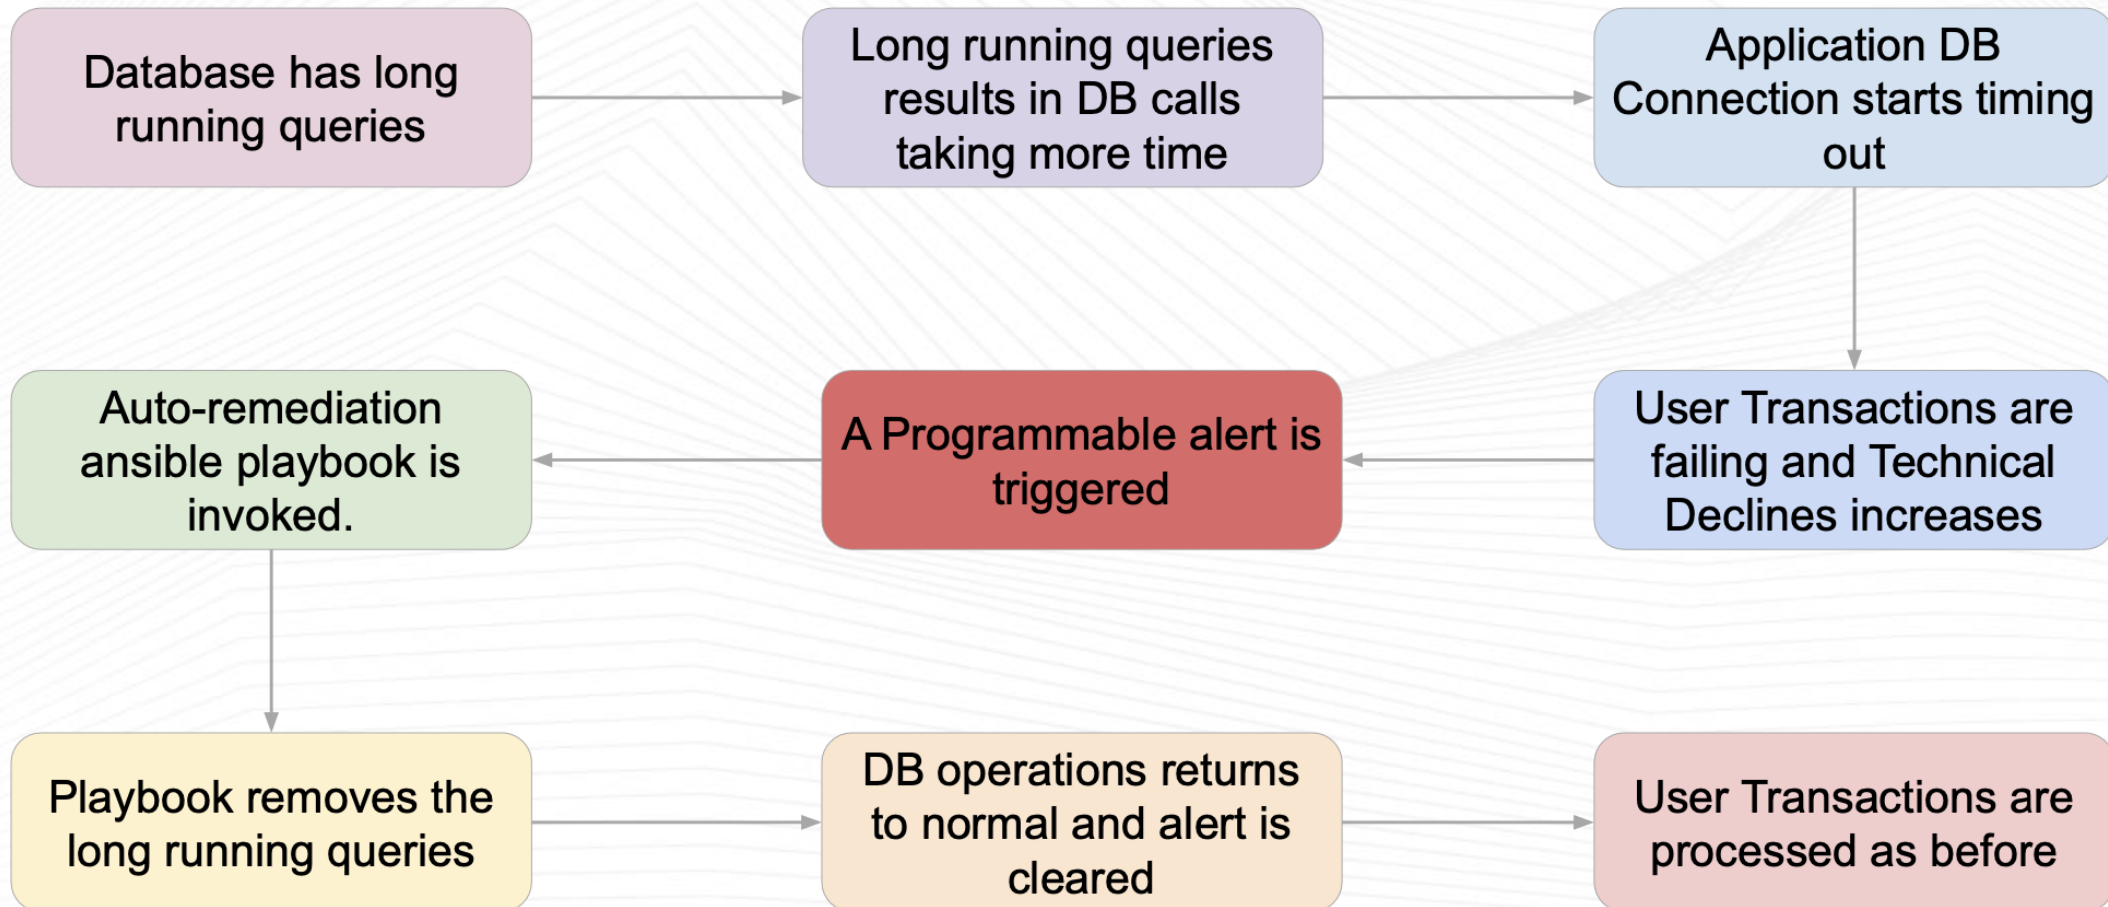 Database has long
running queries
Long running queries
results in DB calls
taking more time
Application DB
Connection starts timing
out
User Transactions are
failing and Technical
Declines increases
A Programmable alert is
triggered
Auto-remediation
ansible playbook is
invoked.
Playbook removes the
long running queries
DB operations returns
to normal and alert is
cleared
User Transactions are
processed as before